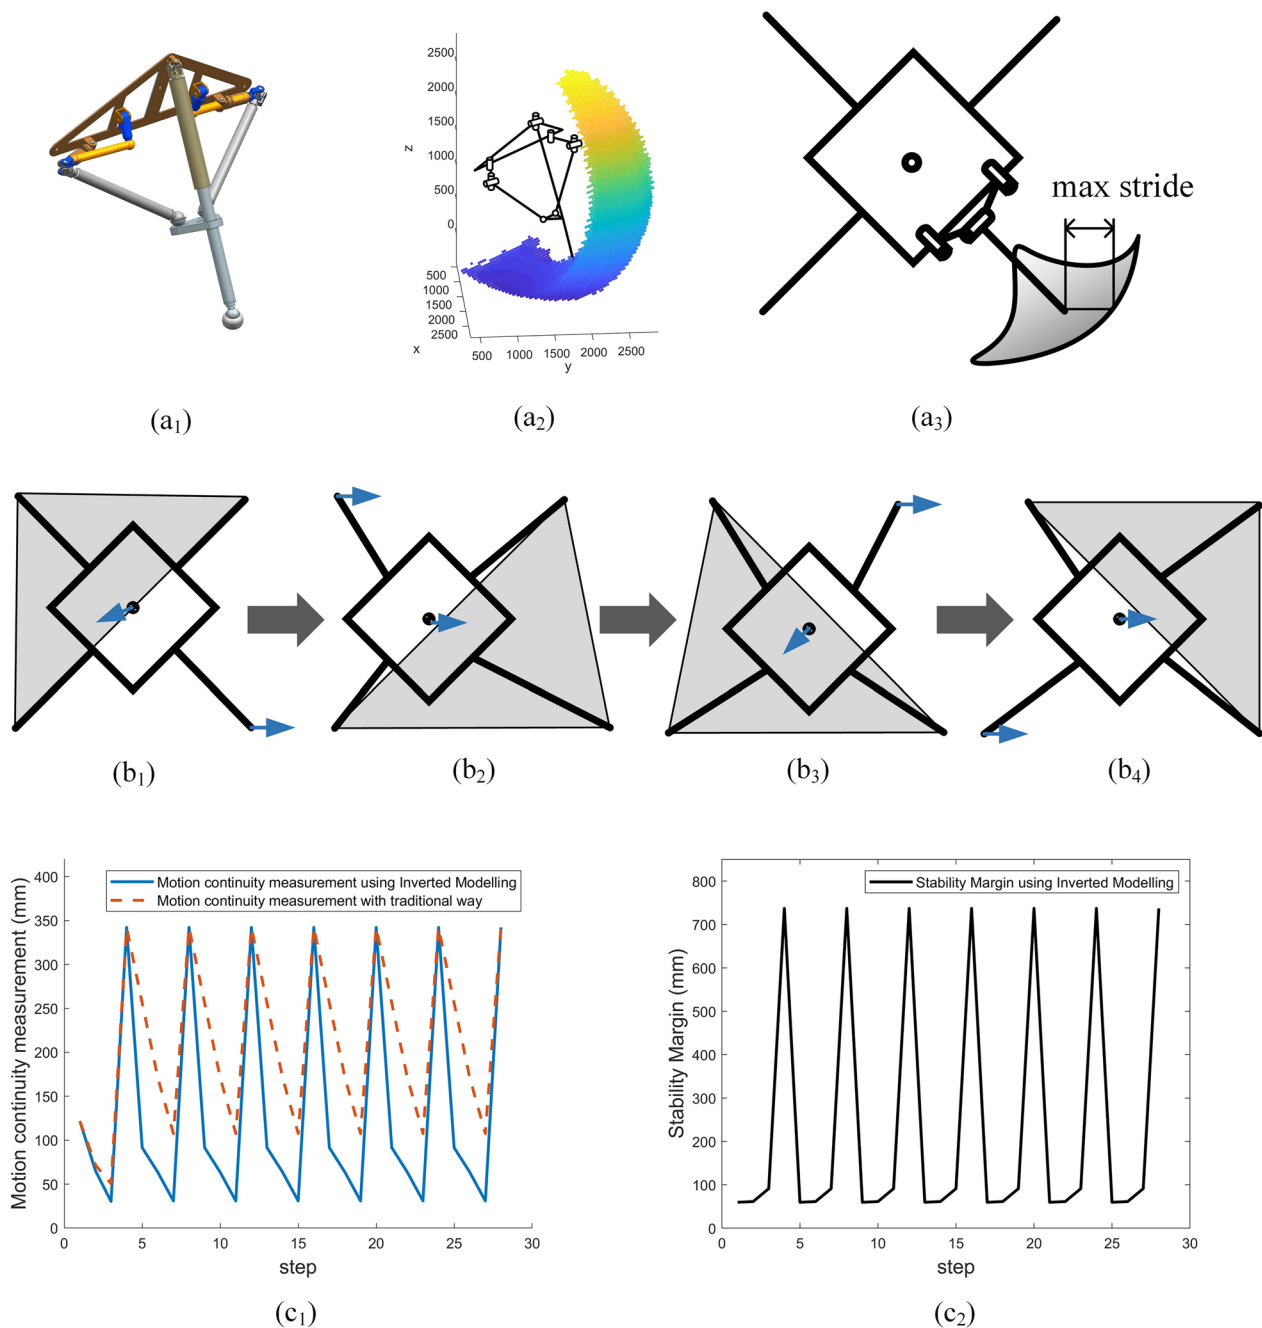 2500
2000
1500
1000
500
0
z
500
1000
1500
2000
2500
x
500 1000 1500 2000 2500
y
max stride
(a1)
(a2)
(a3)
(b1)
(b2)
(b3)
(b4)
Motion continuity measurement (mm)
400
350
300
250
200
150
100
50
0
Motion continuity measurement using Inverted Modelling
Motion continuity measurement with traditional way
0 5 10 15 20 25 30
step
(c1)
Stability Margin (mm)
800
700
600
500
400
300
200
100
0
Stability Margin using Inverted Modelling
0 5 10 15 20 25 30
step
(c2)